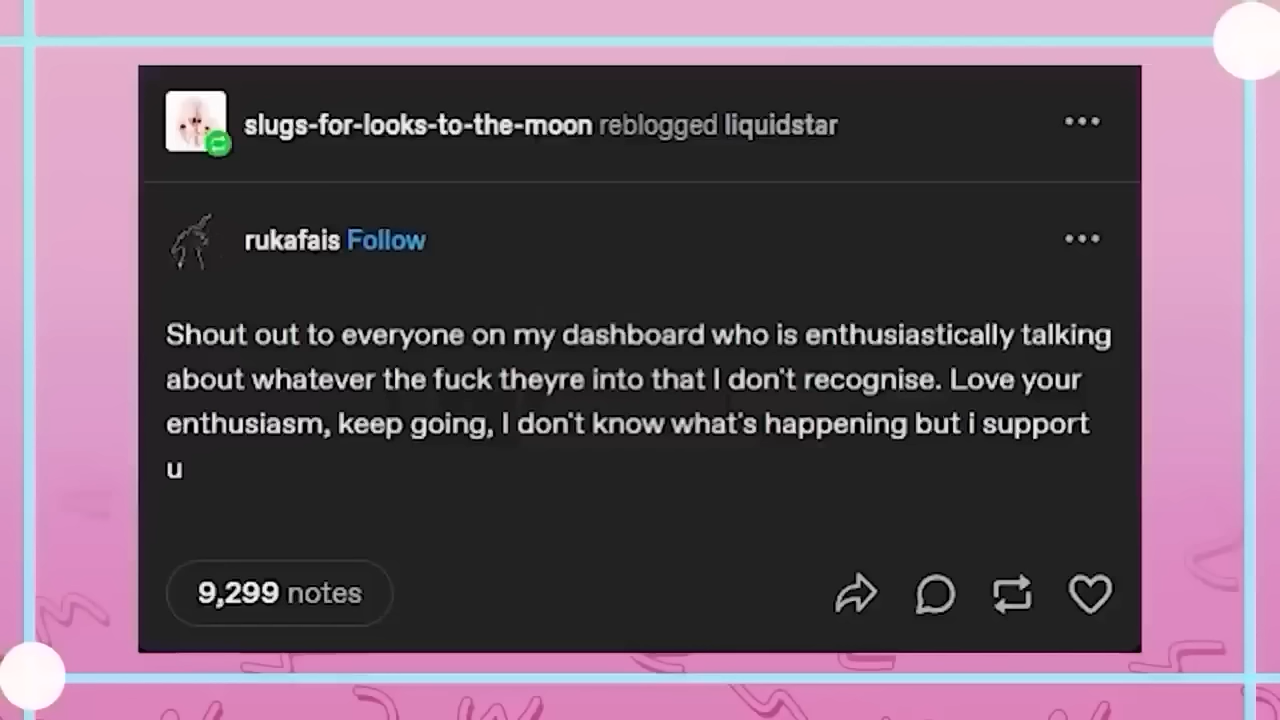 slugs-for-looks-to-the-moon reblogged liquidstar
rukafais Follow
Shout out to everyone on my dashboard who is enthusiastically talking
about whatever the fuck theyre into that I don't recognise. Love your
enthusiasm, keep going, I don't know what's happening but i support
u
9,299 notes